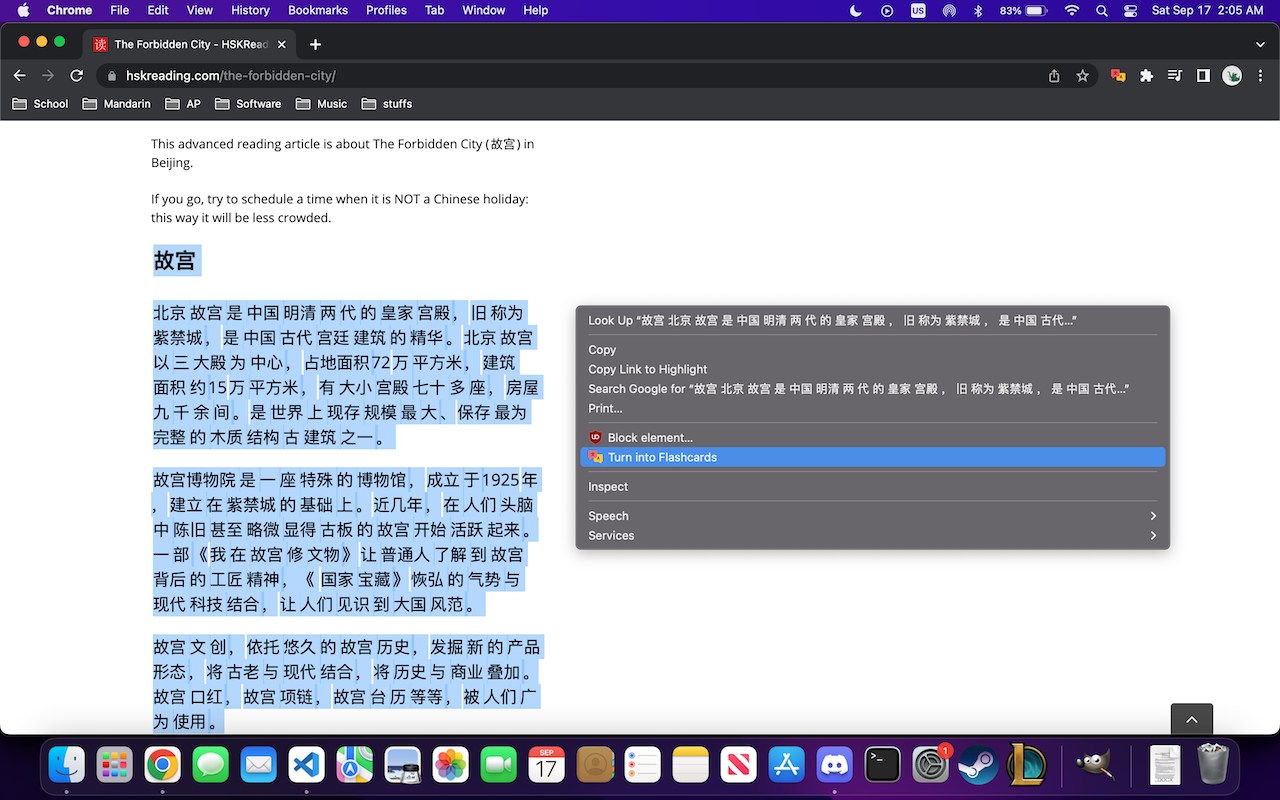 Chrome File Edit View History Bookmarks Profiles Tab Window Help US 83% Sat Sep 17 2:05 AM
读 The Forbidden City - HSKRead
hskreading.com/the-forbidden-city/
School Mandarin AP Software Music stuffs
This advanced reading article is about The Forbidden City (故宫) in
Beijing.
If you go, try to schedule a time when it is NOT a Chinese holiday:
this way it will be less crowded.
故宫
北京 故宫 是 中国 明清 两 代 的 皇家 宫殿， 旧 称为
紫禁城， 是 中国 古代 宫廷 建筑 的 精华 。北京 故宫
以 三 大殿 为 中心， 占地面积72万 平方米， 建筑
面积 约15万 平方米， 有 大小 宫殿 七十 多 座， 房屋
九 千 余 间 。是 世界 上 现存 规模 最 大、 保存 最为
完整 的 木质 结构 古 建筑 之一 。
故宫博物院 是 一 座 特殊 的 博物馆， 成立 于1925年
， 建立 在 紫禁城 的 基础 上 。近几年， 在 人们 头脑
中 陈旧 甚至 略微 显得 古板 的 故宫 开始 活跃 起来 。
一 部 《我 在 故宫 修 文物》 让 普通人 了解 到 故宫
背后 的 工匠 精神， 《 国家 宝藏》 恢弘 的 气势 与
现代 科技 结合， 让 人们 见识 到 大国 风范 。
故宫 文 创， 依托 悠久 的 故宫 历史， 发掘 新 的 产品
形态， 将 古老 与 现代 结合， 将 历史 与 商业 叠加 。
故宫 口红， 故宫 项链， 故宫 台 历 等等， 被 人们 广
为 使用 。
Look Up “故宫 北京 故宫 是 中国 明清 两 代 的 皇家 宫殿 ， 旧 称为 紫禁城 ， 是 中国 古代...”
Copy
Copy Link to Highlight
Search Google for “故宫 北京 故宫 是 中国 明清 两 代 的 皇家 宫殿 ， 旧 称为 紫禁城 ， 是 中国 古代...”
Print...
Block element...
Turn into Flashcards
Inspect
Speech
Services
SEP
17
1